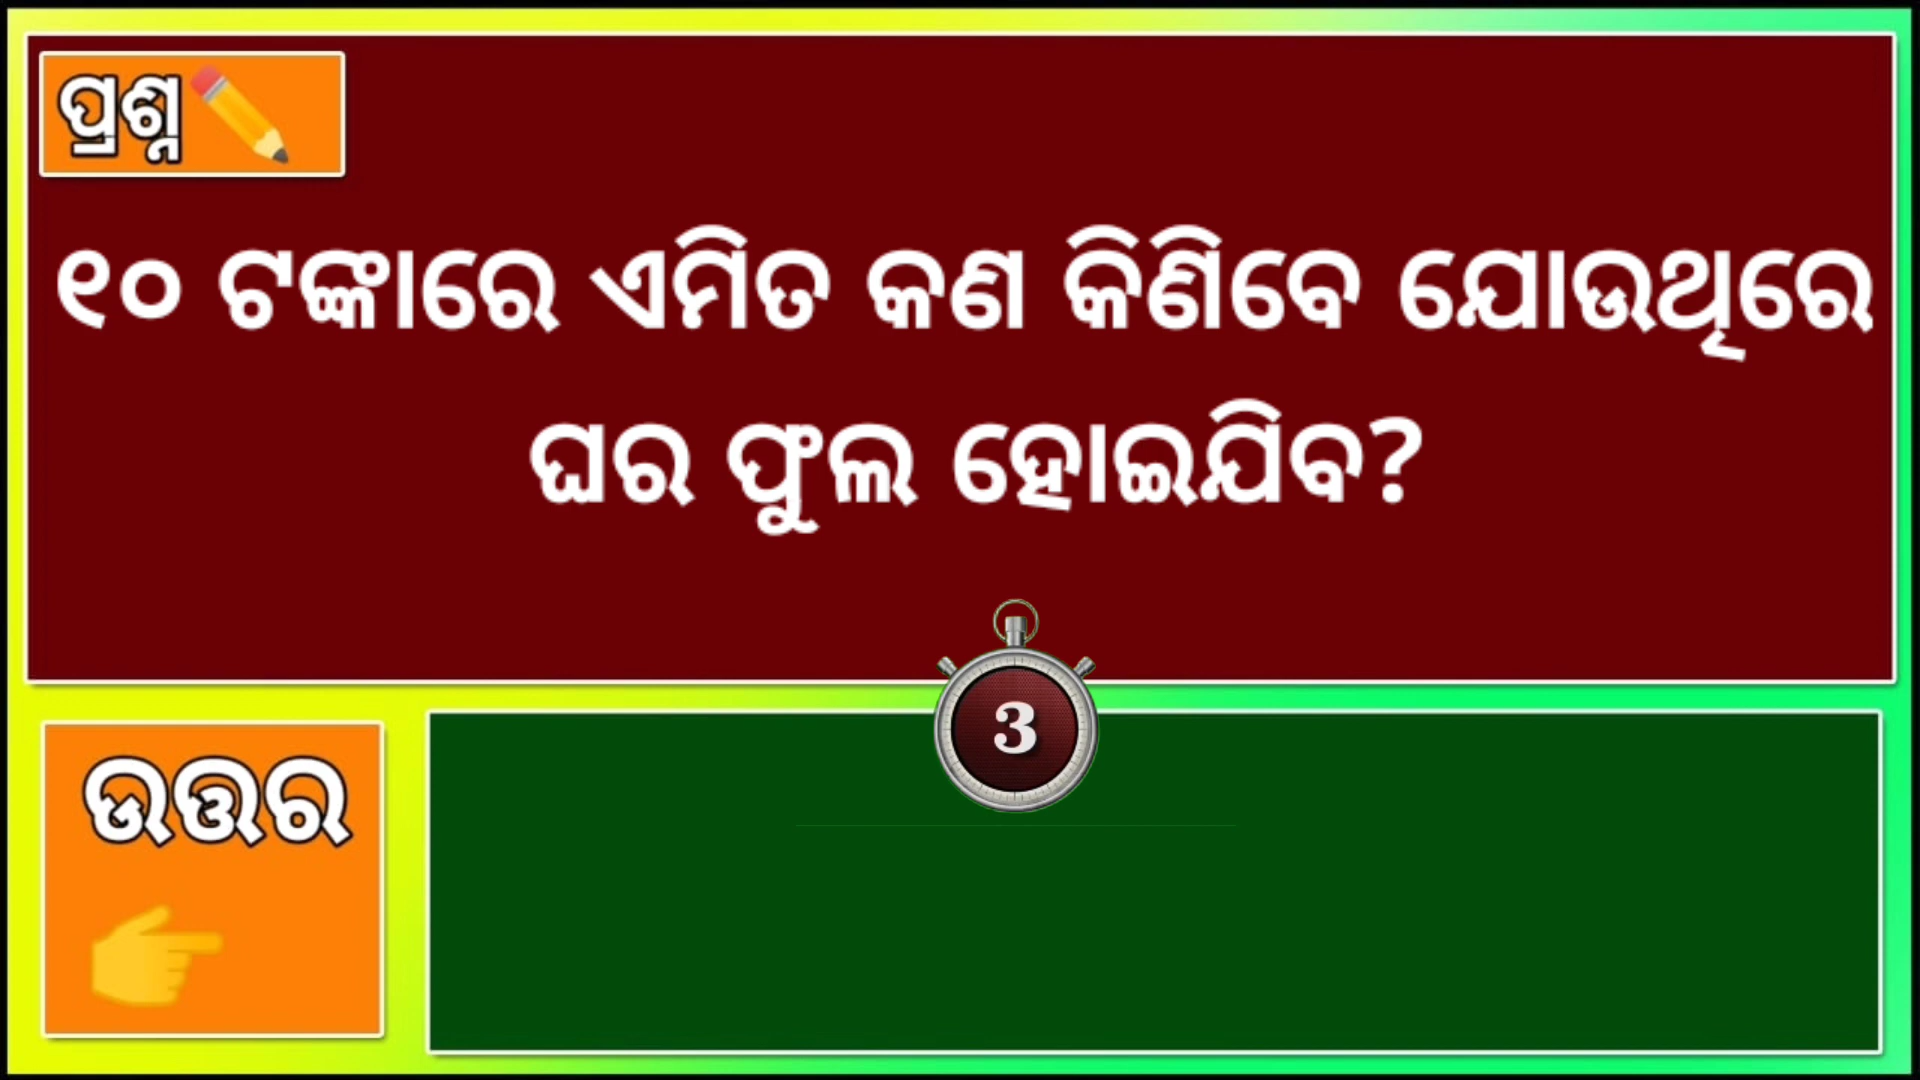 ପ୍ରଶ୍ନ
୧୦ ଟଙ୍କାରେ ଏମିତ କଣ କିଣିବେ ଯୋଉଥିରେ
ଘର ଫୁଲ ହୋଇଯିବ?
3
ଉତ୍ତର